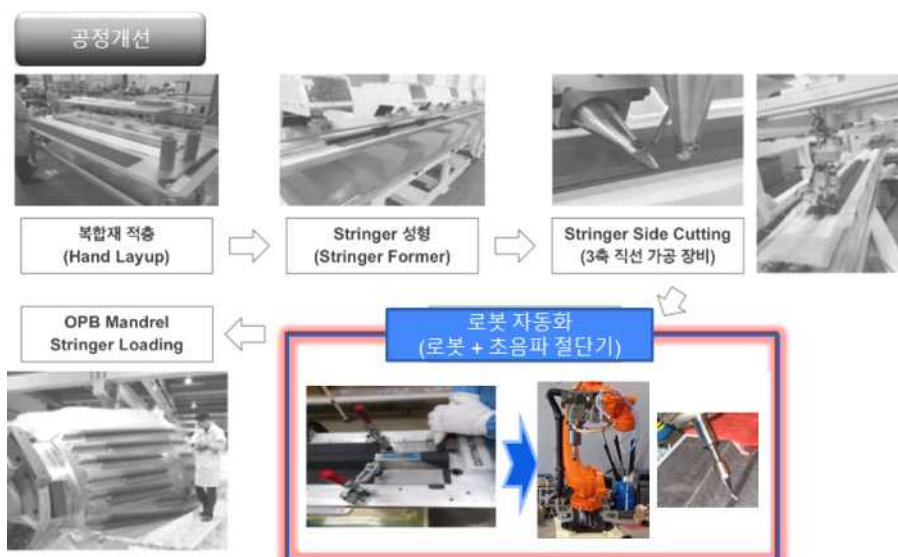 공정개선
복합재 적층
(Hand Layup)
Stringer 성형
(Stringer Former)
Stringer Side Cutting
(3축 직선 가공 장비)
로봇 자동화
(로봇 + 초음파 절단기)
OPB Mandrel
Stringer Loading